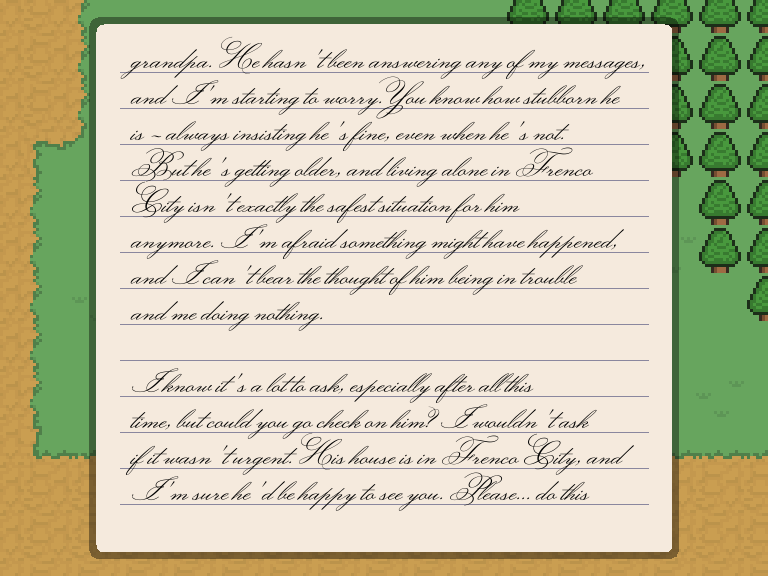 grandpa. He hasn't been answering any of my messages,
and I'm starting to worry. You know how stubborn he
is - always insisting he's fine, even when he's not.
But he's getting older, and living alone in Frenco
City isn't exactly the safest situation for him
anymore. I'm afraid something might have happened,
and I can't bear the thought of him being in trouble
and me doing nothing.
I know it's a lot to ask, especially after all this
time, but could you go check on him? I wouldn't ask
if it wasn't urgent. His house is in Frenco City, and
I'm sure he'd be happy to see you. Please... do this